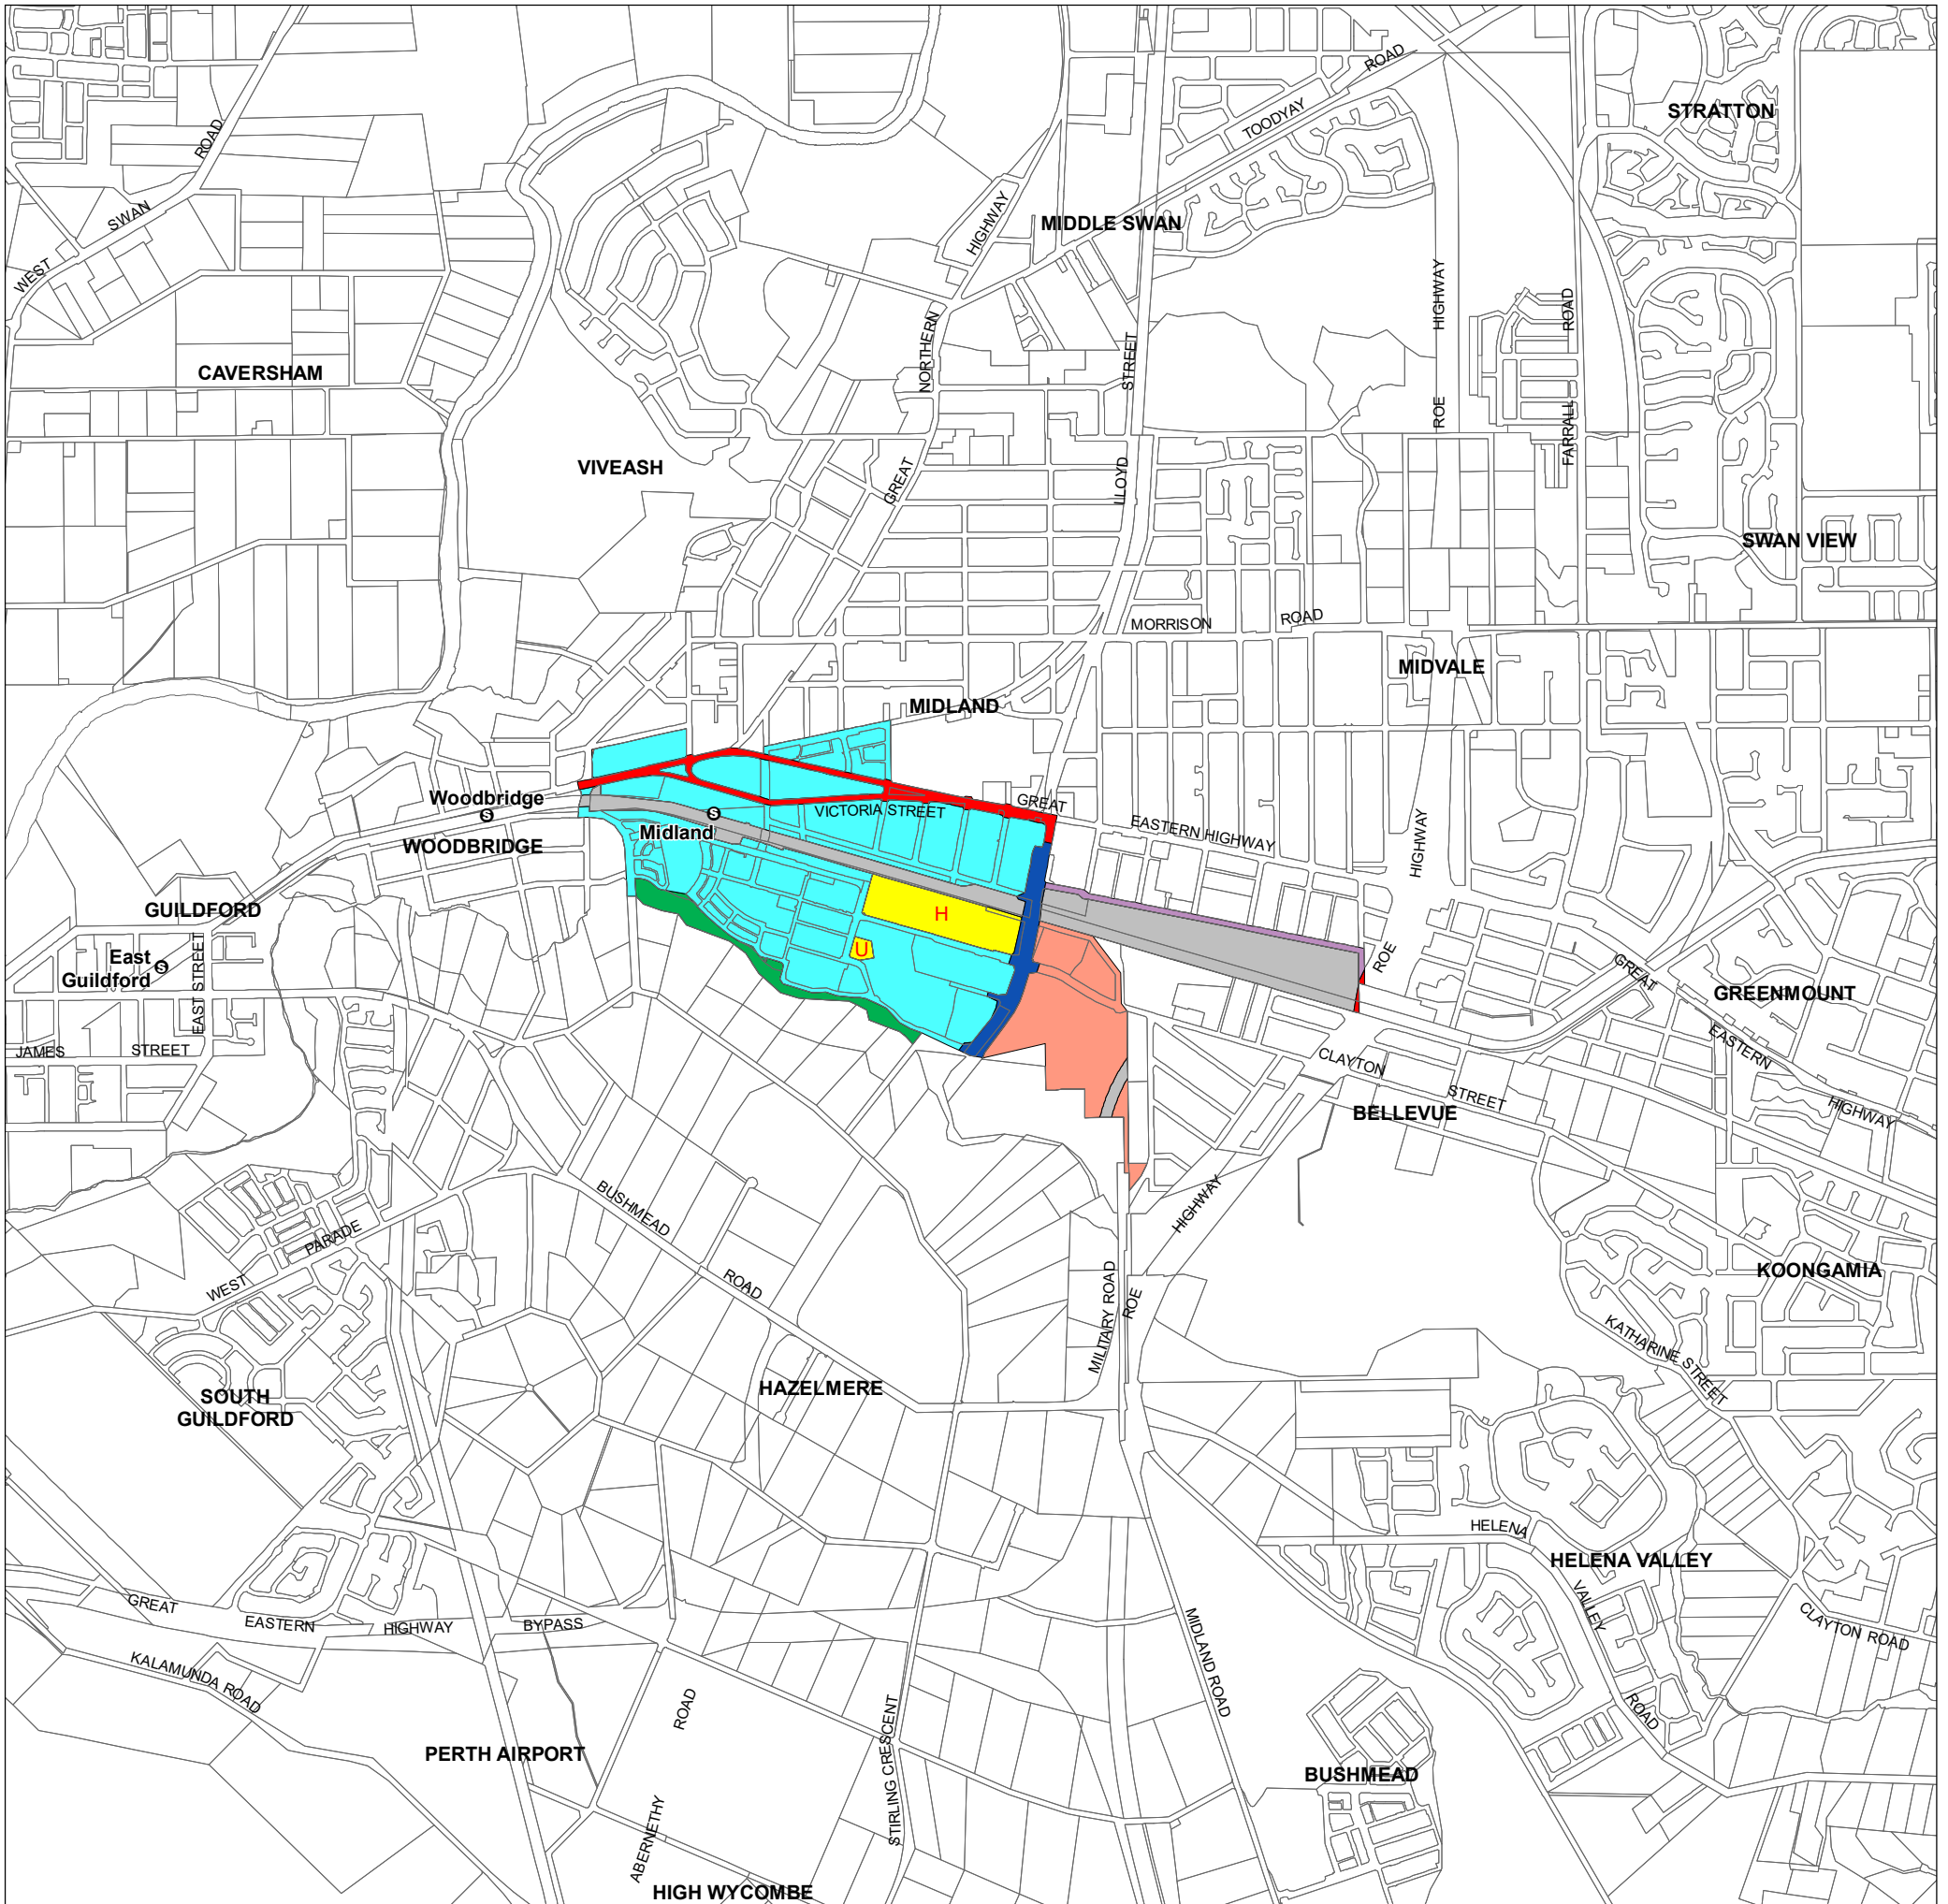 ROAD
STRATTON
TOODYAY
ROAD
SWAN
HIGHWAY
MIDDLE SWAN
WEST
HIGHWAY
ROAD
NORTHERN
STREET
CAVERSHAM
ROE
FARRALL
VIVEASH
GREAT
LLOYD
SWAN VIEW
MORRISON
ROAD
MIDVALE
MIDLAND
Woodbridge
S
S
VICTORIA STREET
GREAT
Midland
EASTERN HIGHWAY
WOODBRIDGE
HIGHWAY
GUILDFORD
H
U
East
Guildford
S
EAST STREET
ROE
GREAT
GREENMOUNT
JAMES
STREET
EASTERN
CLAYTON
STREET
BELLEVUE
HIGHWAY
BUSHMEAD
PARADE
HIGHWAY
WEST
ROAD
MILITARY ROAD
ROE
KOONGAMIA
KATHARINE STREET
SOUTH
GUILDFORD
HAZELMERE
HELENA
HELENA VALLEY
GREAT
EASTERN
HIGHWAY
BYPASS
VALLEY
CLAYTON ROAD
KALAMUNDA ROAD
MIDLAND ROAD
ROAD
ROAD
STIRLING CRESCENT
PERTH AIRPORT
BUSHMEAD
ABERNETHY
HIGH WYCOMBE